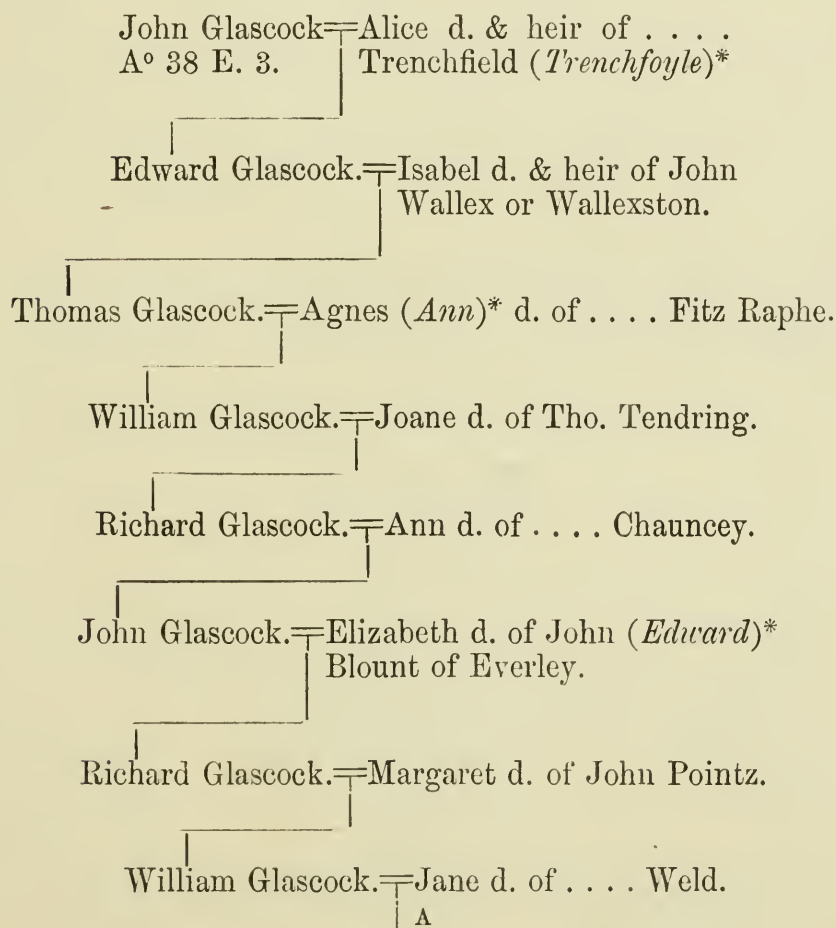 John Glascock=Alice d. & heir of . . . .
Aº 38 E. 3. Trenchfield (Trenchfoyle)*
Edward Glascock.=Isabel d. & heir of John
Wallex or Wallexston.
Thomas Glascock.=Agnes (Ann)* d. of . . . . Fitz Raphe.
William Glascock.=Joane d. of Tho. Tendring.
Richard Glascock.=Ann d. of . . . . Chauncey.
John Glascock.=Elizabeth d. of John (Edward)*
Blount of Everley.
Richard Glascock.=Margaret d. of John Pointz.
William Glascock.=Jane d. of . . . . Weld.
A